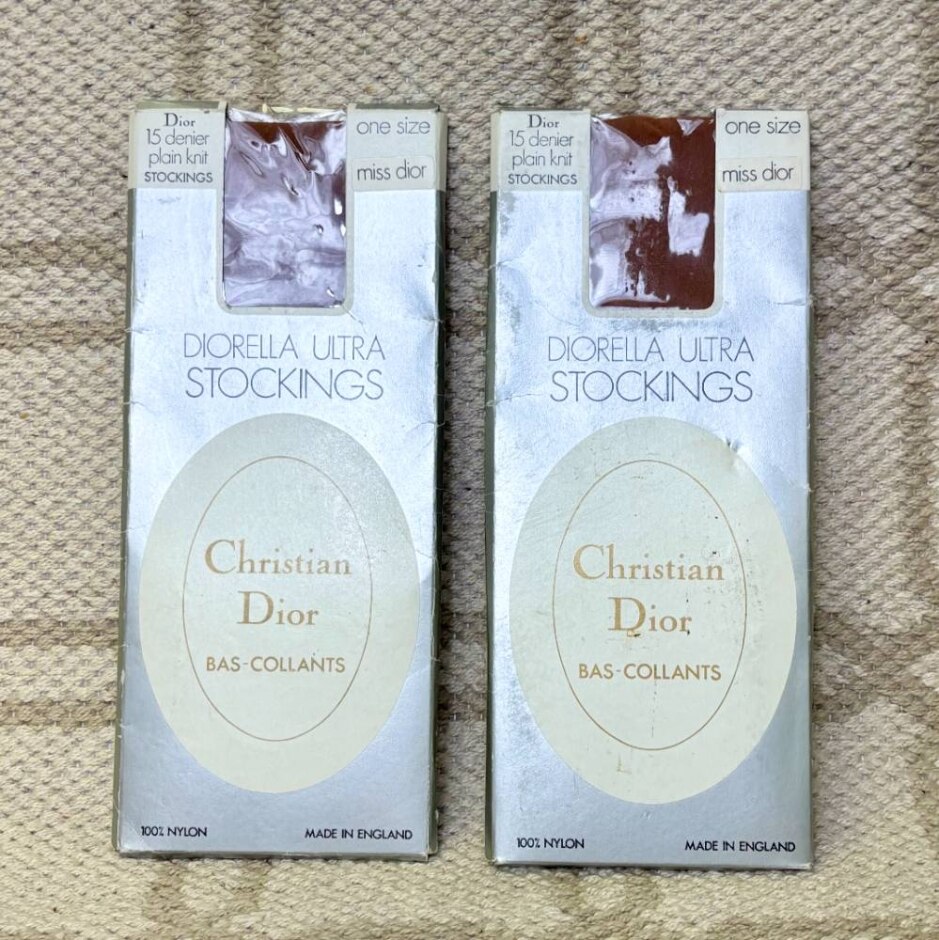 Dior
15 denier
plain knit
STOCKINGS
one size
miss dior
DIORELLA ULTRA
STOCKINGS
Christian
Dior
BAS-COLLANTS
100% NYLON
MADE IN ENGLAND
Dior
15 denier
plain knit
STOCKINGS
one size
miss dior
DIORELLA ULTRA
STOCKINGS
Christian
Dior
BAS-COLLANTS
100% NYLON
MADE IN ENGLAND